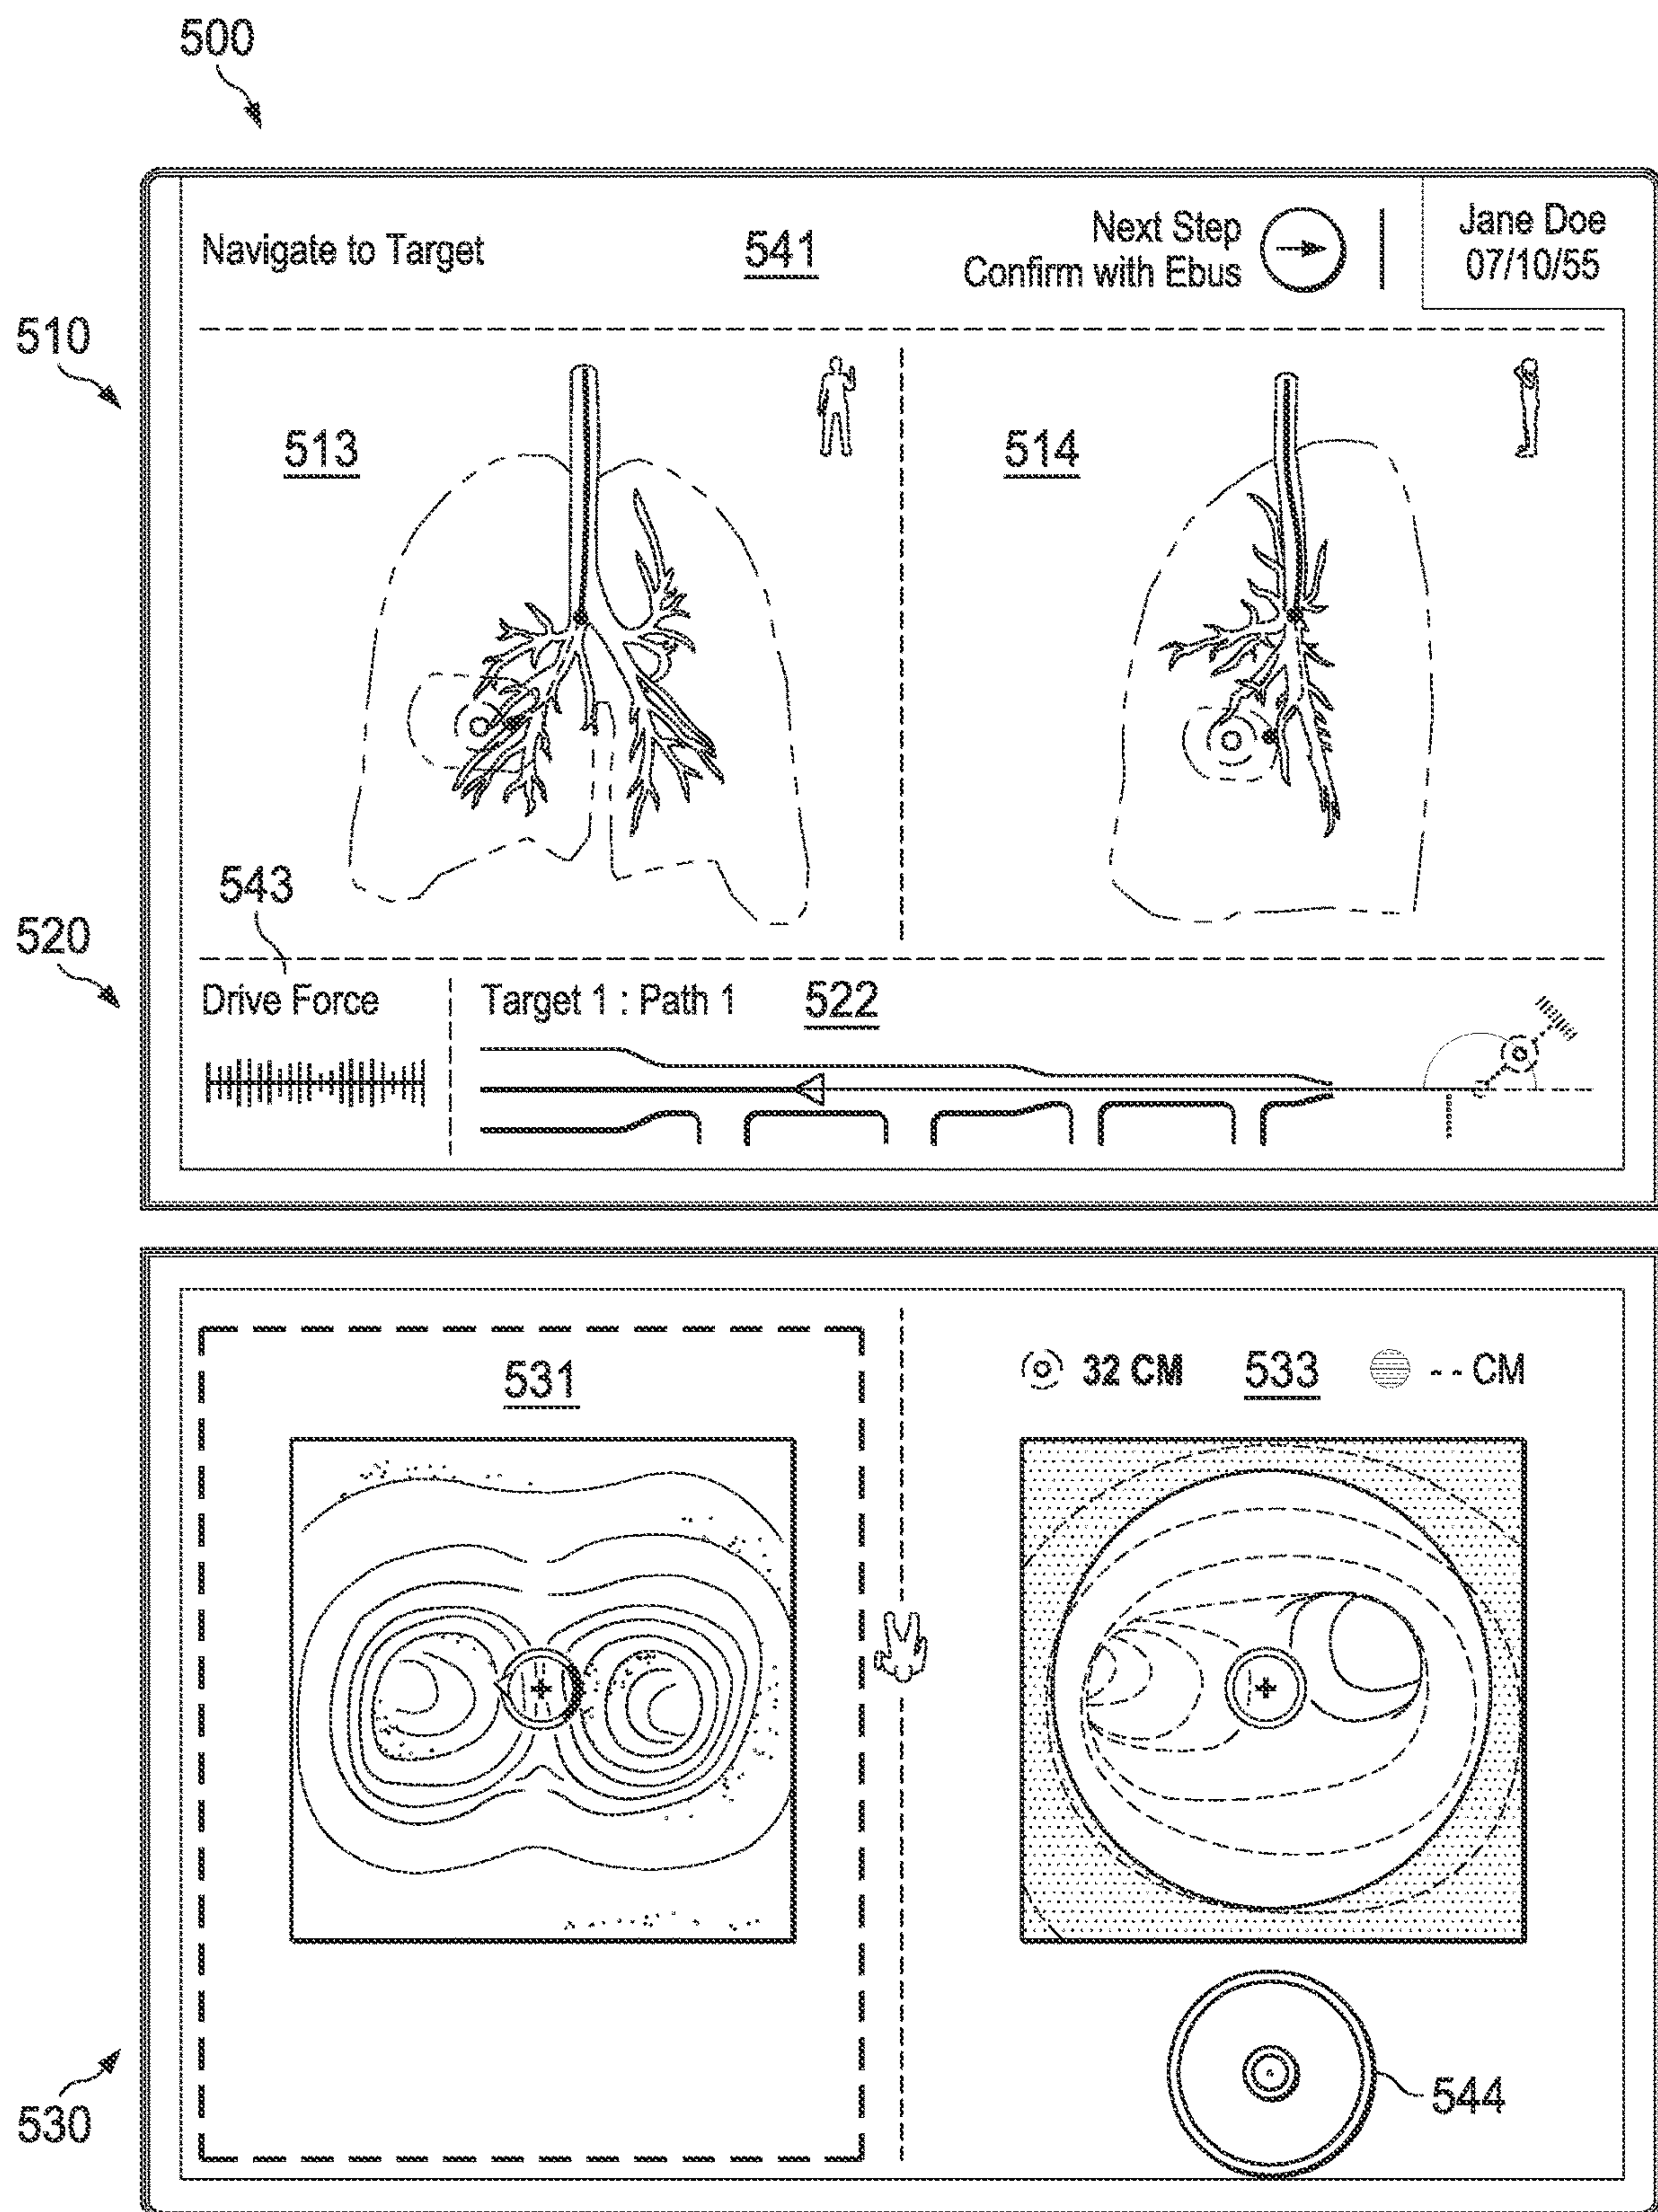 500
Navigate to Target
541
Next Step
Confirm with Ebus
Jane Doe
07/10/55
510
513
514
543
520
Drive Force
Target 1 : Path 1
522
531
32 CM
533
- - CM
530
544